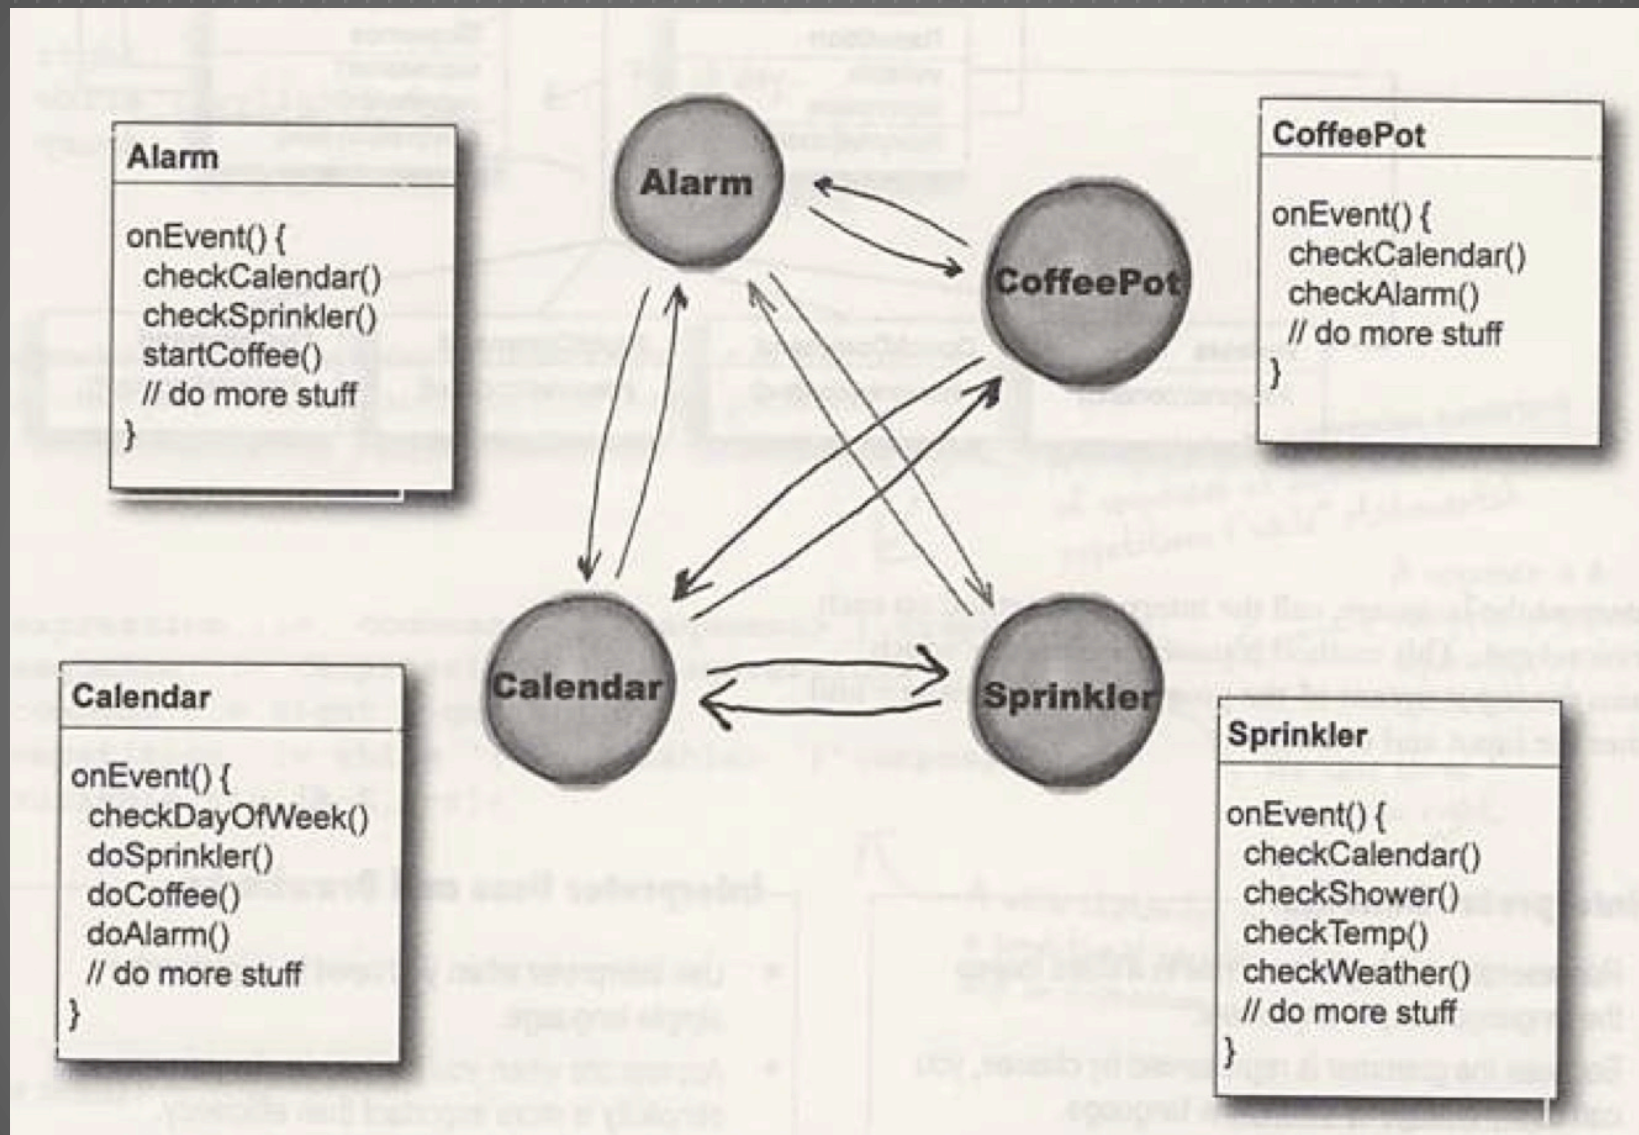 Alarm
onEvent() {
checkCalendar()
checkSprinkler()
startCoffee()
// do more stuff
}
Alarm
CoffeePot
CoffeePot
onEvent() {
checkCalendar()
checkAlarm()
// do more stuff
}
Calendar
Sprinkler
Calendar
onEvent() {
checkDayOfWeek()
doSprinkler()
doCoffee()
doAlarm()
// do more stuff
}
Sprinkler
onEvent() {
checkCalendar()
checkShower()
checkTemp()
checkWeather()
// do more stuff
}